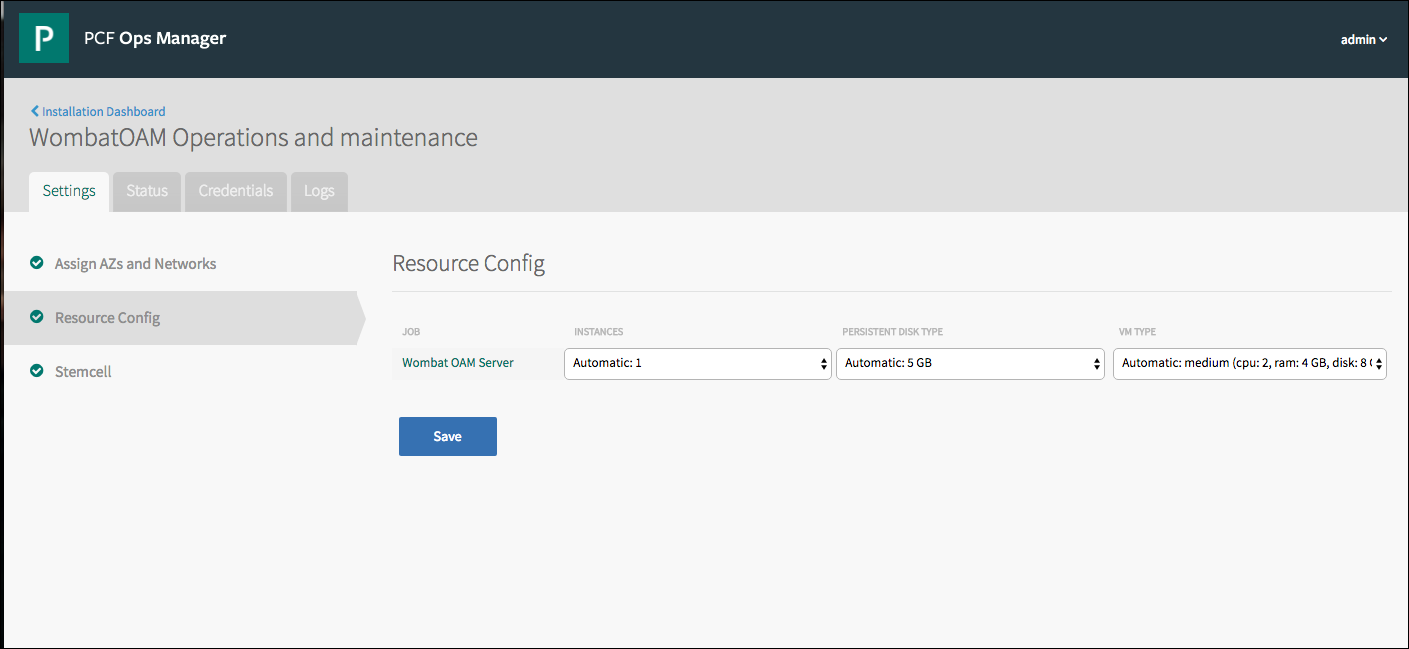 P PCF Ops Manager admin
Installation Dashboard
WombatOAM Operations and maintenance
Settings Status Credentials Logs
Assign AZs and Networks
Resource Config
Stemcell
Resource Config
JOB INSTANCES PERSISTENT DISK TYPE VM TYPE
Wombat OAM Server Automatic: 1 Automatic: 5 GB Automatic: medium (cpu: 2, ram: 4 GB, disk: 8
Save